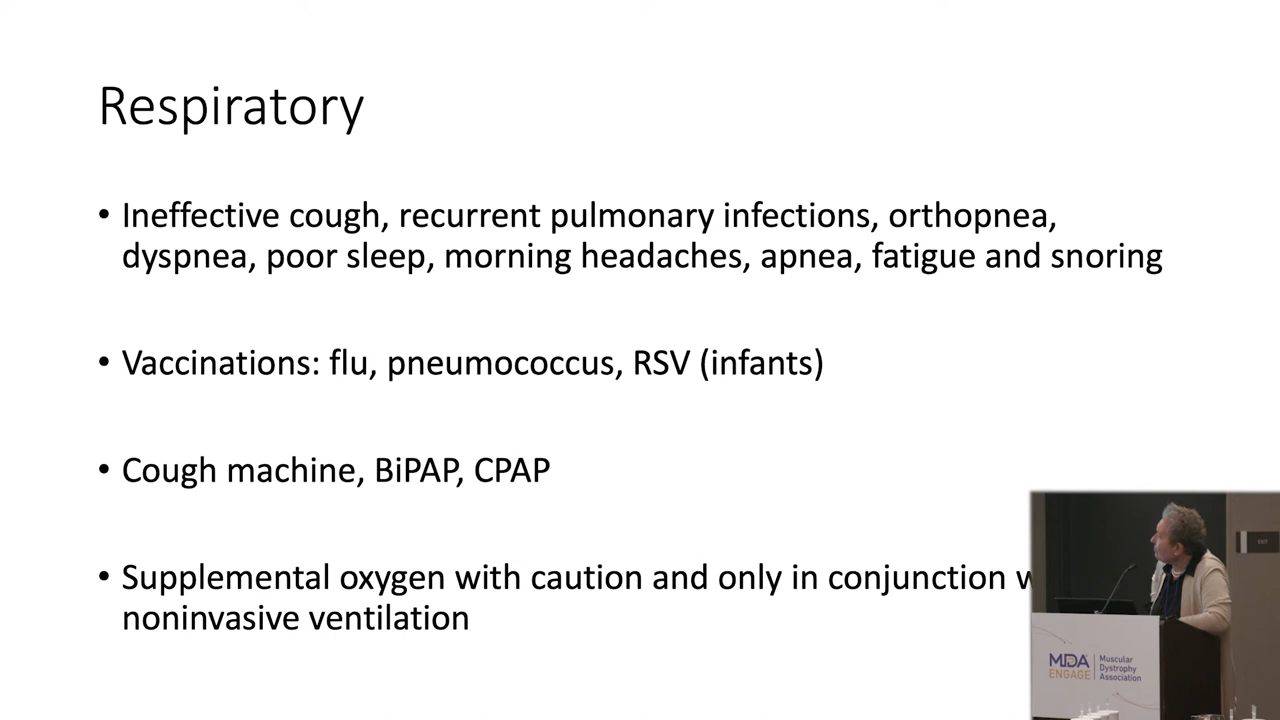 Respiratory
• Ineffective cough, recurrent pulmonary infections, orthopnea,
dyspnea, poor sleep, morning headaches, apnea, fatigue and snoring
• Vaccinations: flu, pneumococcus, RSV (infants)
• Cough machine, BiPAP, CPAP
• Supplemental oxygen with caution and only in conjunction
noninvasive ventilation
EXIT
MDA
ENGAGE
Muscular
Dystrophy
Association